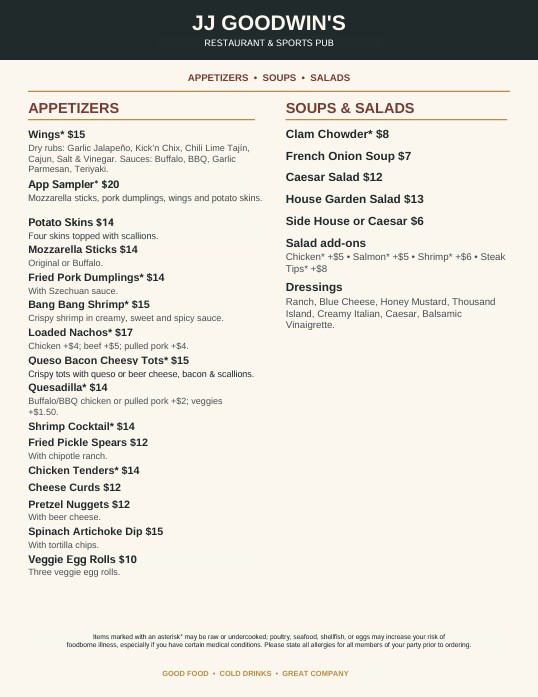 JJ GOODWIN'S
RESTAURANT & SPORTS PUB
APPETIZERS • SOUPS • SALADS
APPETIZERS
Wings* $15
Dry rubs: Garlic Jalapeño, Kick'n Chix, Chili Lime Tajín,
Cajun, Salt & Vinegar. Sauces: Buffalo, BBQ, Garlic
Parmesan, Teriyaki.
App Sampler* $20
Mozzarella sticks, pork dumplings, wings and potato skins.
Potato Skins $14
Four skins topped with scallions.
Mozzarella Sticks $14
Original or Buffalo.
Fried Pork Dumplings* $14
With Szechuan sauce.
Bang Bang Shrimp* $15
Crispy shrimp in creamy, sweet and spicy sauce.
Loaded Nachos* $17
Chicken +$4; beef +$5; pulled pork +$4.
Queso Bacon Cheesy Tots* $15
Crispy tots with queso or beer cheese, bacon & scallions.
Quesadilla* $14
Buffalo/BBQ chicken or pulled pork +$2; veggies
+$1.50.
Shrimp Cocktail* $14
Fried Pickle Spears $12
With chipotle ranch.
Chicken Tenders* $14
Cheese Curds $12
Pretzel Nuggets $12
With beer cheese.
Spinach Artichoke Dip $15
With tortilla chips.
Veggie Egg Rolls $10
Three veggie egg rolls.
SOUPS & SALADS
Clam Chowder* $8
French Onion Soup $7
Caesar Salad $12
House Garden Salad $13
Side House or Caesar $6
Salad add-ons
Chicken* +$5 • Salmon* +$5 • Shrimp* +$6 • Steak
Tips* +$8
Dressings
Ranch, Blue Cheese, Honey Mustard, Thousand
Island, Creamy Italian, Caesar, Balsamic
Vinaigrette.
Items marked with an asterisk* may be raw or undercooked; poultry, seafood, shellfish, or eggs may increase your risk of
foodborne illness, especially if you have certain medical conditions. Please state all allergies for all members of your party prior to ordering.
GOOD FOOD • COLD DRINKS • GREAT COMPANY